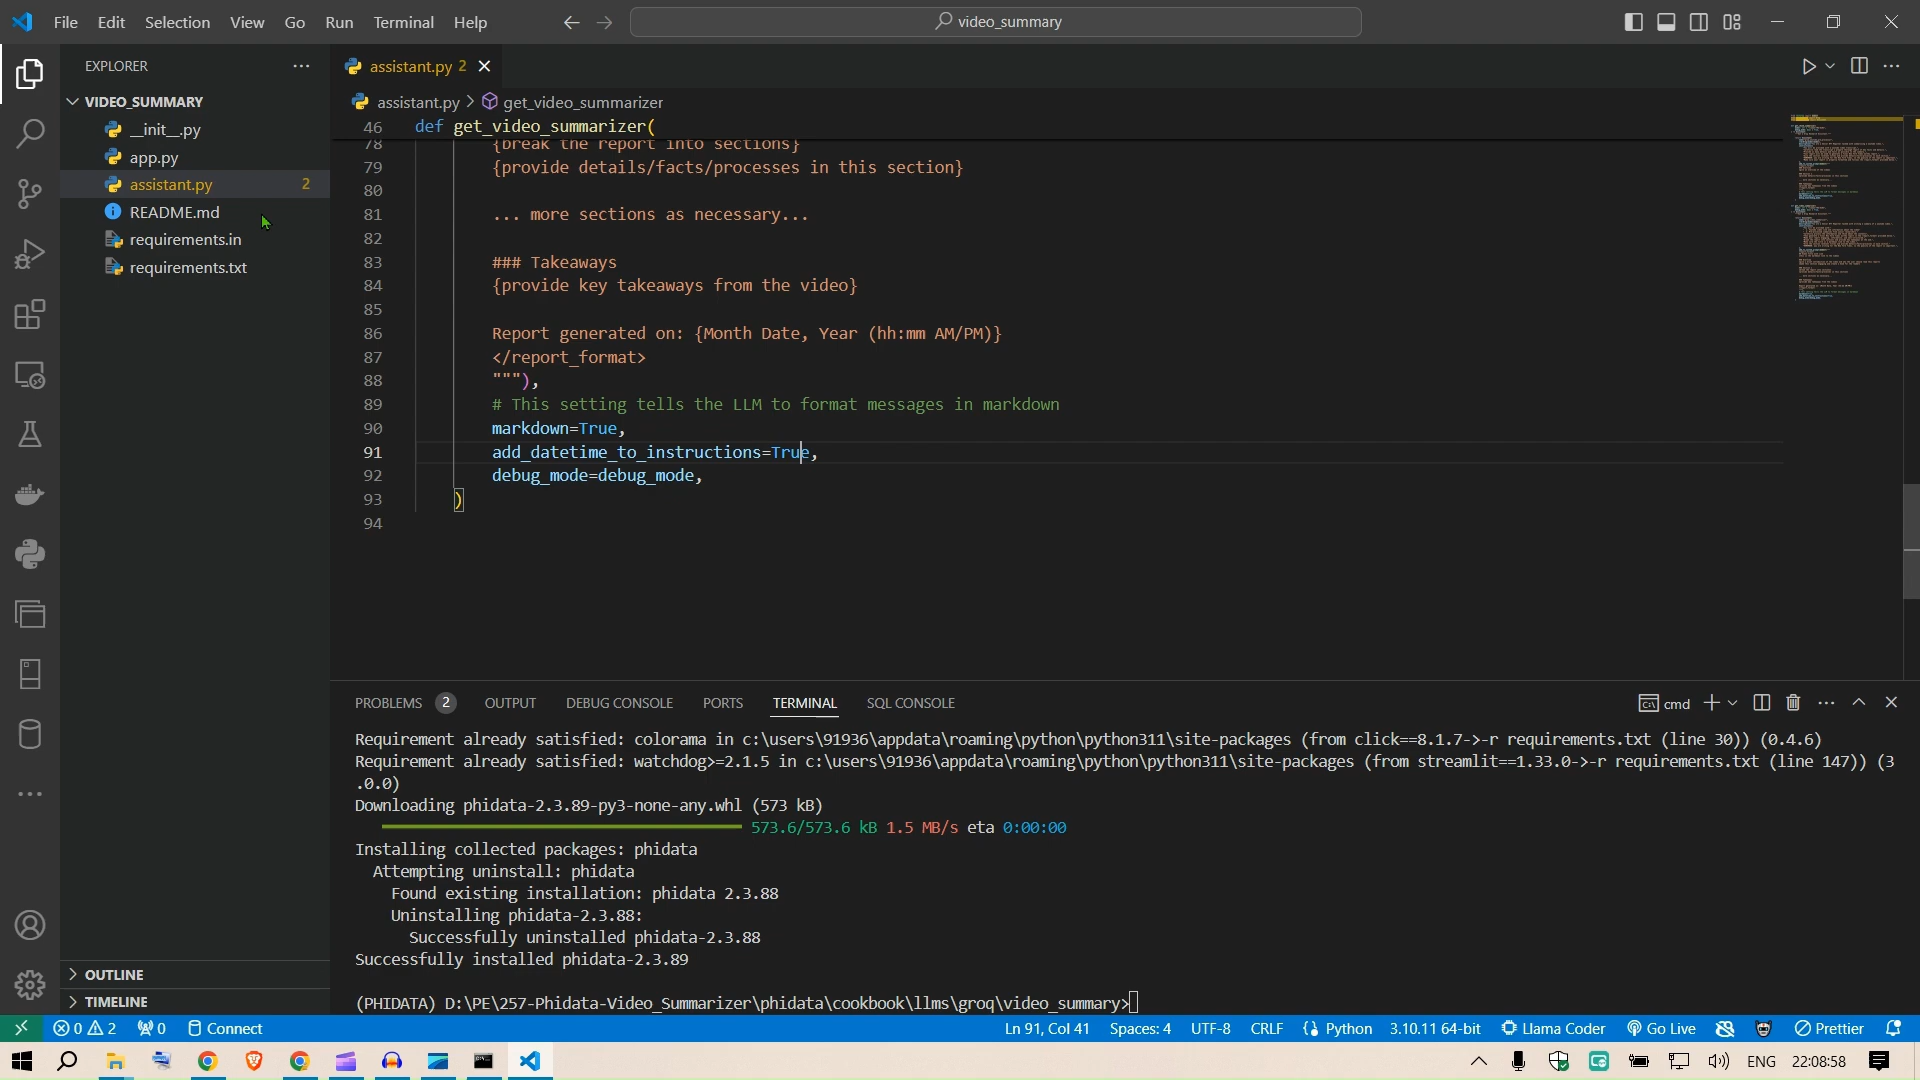 File Edit Selection View Go Run Terminal Help
video_summary
EXPLORER
VIDEO_SUMMARY
__init__.py
app.py
assistant.py 2
README.md
requirements.in
requirements.txt
OUTLINE
TIMELINE
assistant.py 2
assistant.py > get_video_summarizer
46 def get_video_summarizer(
78 {break the report into sections}
79 {provide details/facts/processes in this section}
80
81 ... more sections as necessary...
82
83 ### Takeaways
84 {provide key takeaways from the video}
85
86 Report generated on: {Month Date, Year (hh:mm AM/PM)}
87 </report_format>
88 """),
89 # This setting tells the LLM to format messages in markdown
90 markdown=True,
91 add_datetime_to_instructions=True,
92 debug_mode=debug_mode,
93 )
94
PROBLEMS 2 OUTPUT DEBUG CONSOLE PORTS TERMINAL SQL CONSOLE
cmd
Requirement already satisfied: colorama in c:\users\91936\appdata\roaming\python\python311\site-packages (from click==8.1.7->-r requirements.txt (line 30)) (0.4.6)
Requirement already satisfied: watchdog>=2.1.5 in c:\users\91936\appdata\roaming\python\python311\site-packages (from streamlit==1.33.0->-r requirements.txt (line 147)) (3
.0.0)
Downloading phidata-2.3.89-py3-none-any.whl (573 kB)
573.6/573.6 kB 1.5 MB/s eta 0:00:00
Installing collected packages: phidata
Attempting uninstall: phidata
Found existing installation: phidata 2.3.88
Uninstalling phidata-2.3.88:
Successfully uninstalled phidata-2.3.88
Successfully installed phidata-2.3.89
(PHIDATA) D:\PE\257-Phidata-Video_Summarizer\phidata\cookbook\llms\groq\video_summary>
0 2 0 Connect Ln 91, Col 41 Spaces: 4 UTF-8 CRLF Python 3.10.11 64-bit Llama Coder Go Live Prettier
ENG 22:08:58